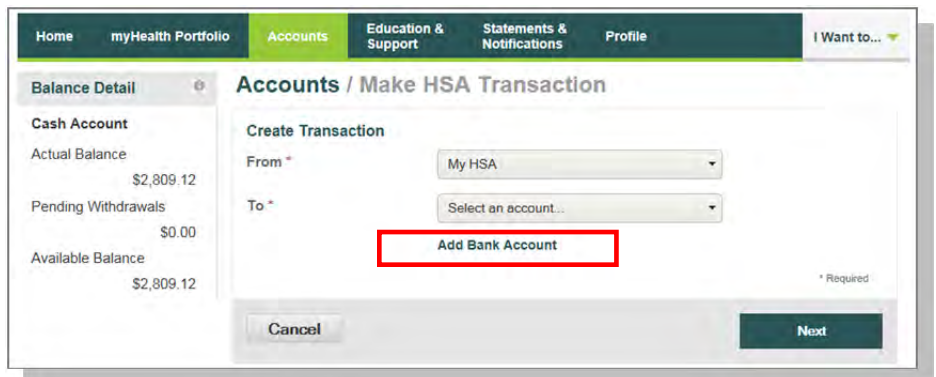 Home myHealth Portfolio Accounts Education & Support Statements & Notifications Profile I Want to...
Balance Detail
Cash Account
Actual Balance
$2,809.12
Pending Withdrawals
$0.00
Available Balance
$2,809.12
Accounts / Make HSA Transaction
Create Transaction
From * My HSA
To * Select an account...
Add Bank Account
* Required
Cancel Next